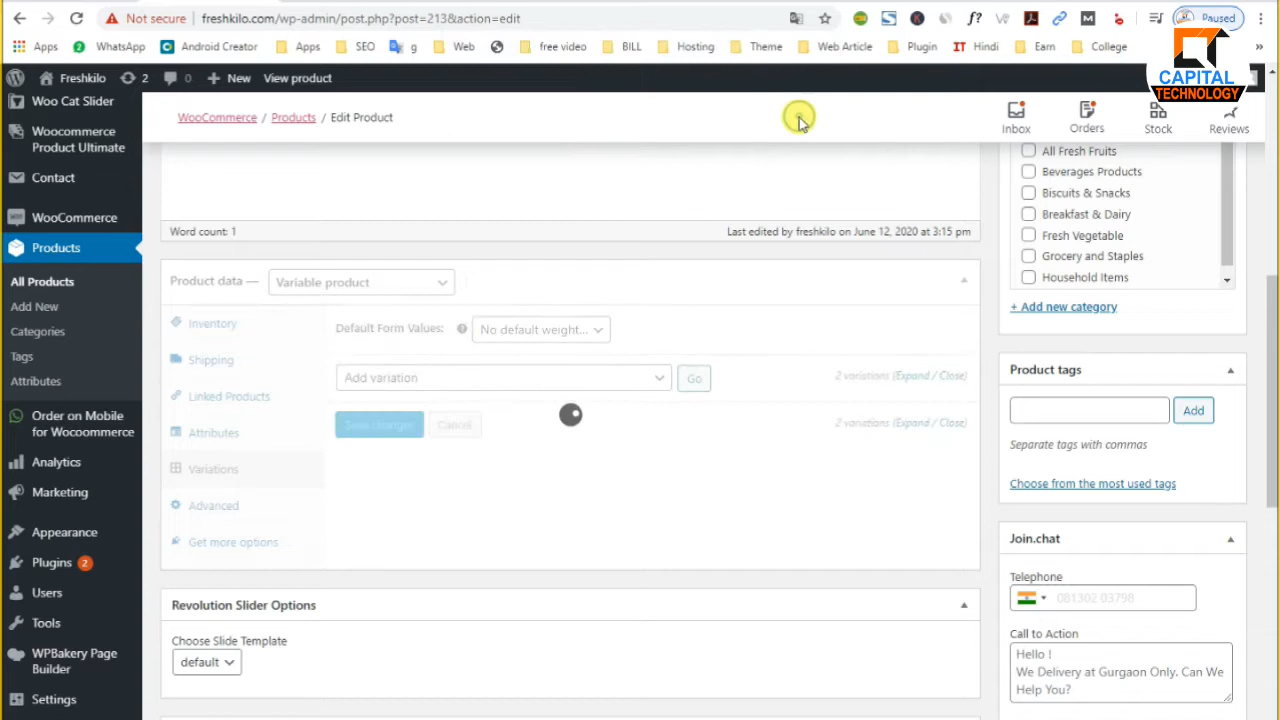 Not secure
freshkilo.com/wp-admin/post.php?post=213&action=edit
Paused
Apps
WhatsApp
Android Creator
Apps
SEO
g
Web
free video
BILL
Hosting
Theme
Web Article
Plugin
IT Hindi
Earn
College
»
Freshkilo
2
0
New
View product
CAPITAL
TECHNOLOGY
Woo Cat Slider
Woocommerce
Product Ultimate
Contact
WooCommerce
Products
All Products
Add New
Categories
Tags
Attributes
Order on Mobile
for Wocoommerce
Analytics
Marketing
Appearance
Plugins 2
Users
Tools
WPBakery Page
Builder
Settings
WooCommerce / Products / Edit Product
Inbox
Orders
Stock
Reviews
Word count: 1
Last edited by freshkilo on June 12, 2020 at 3:15 pm
Product data —
Variable product
Inventory
Shipping
Linked Products
Attributes
Variations
Advanced
Get more options
Default Form Values:
No default weight...
Add variation
Go
2 variations (Expand / Close)
Save changes
Cancel
2 variations (Expand / Close)
Revolution Slider Options
Choose Slide Template
default
All Fresh Fruits
Beverages Products
Biscuits & Snacks
Breakfast & Dairy
Fresh Vegetable
Grocery and Staples
Household Items
+ Add new category
Product tags
Add
Separate tags with commas
Choose from the most used tags
Join.chat
Telephone
081302 03798
Call to Action
Hello !
We Delivery at Gurgaon Only. Can We
Help You?